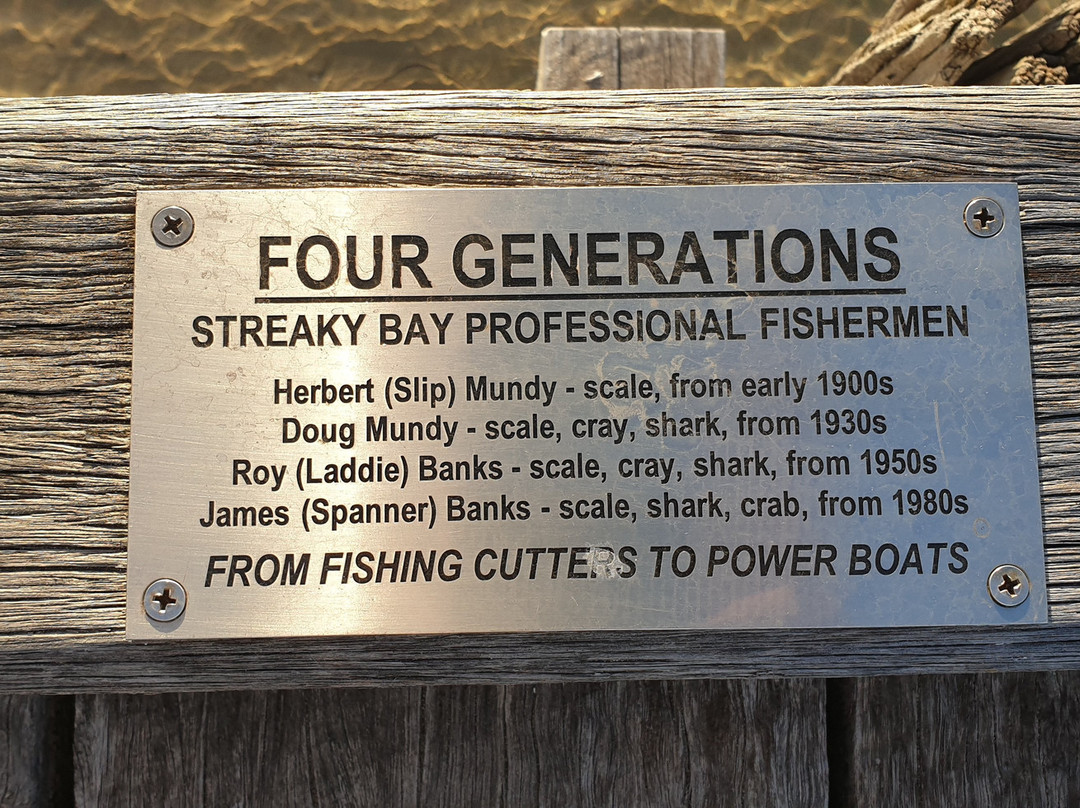 FOUR GENERATIONS
STREAKY BAY PROFESSIONAL FISHERMEN
Herbert (Slip) Mundy - scale, from early 1900s
Doug Mundy - scale, cray, shark, from 1930s
Roy (Laddie) Banks - scale, cray, shark, from 1950s
James (Spanner) Banks - scale, shark, crab, from 1980s
FROM FISHING CUTTERS TO POWER BOATS